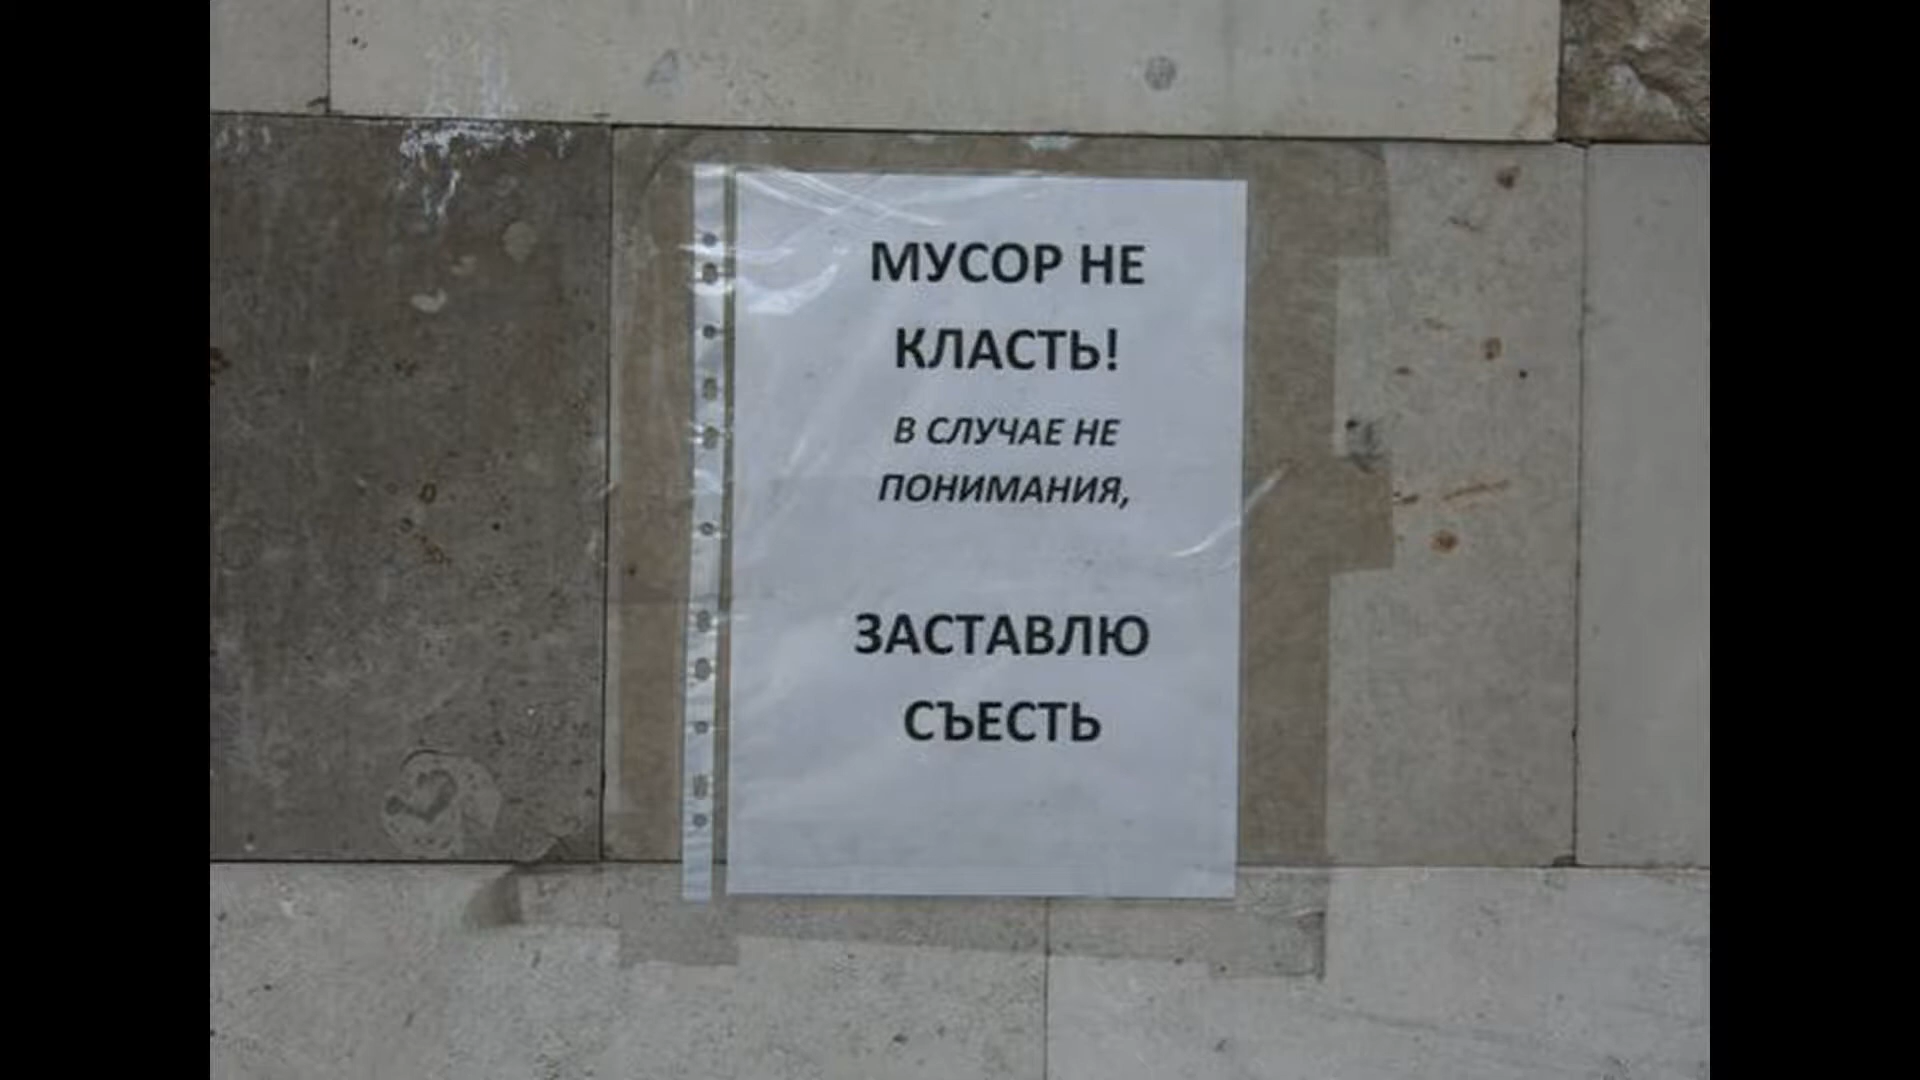 МУСОР НЕ
КЛАСТЬ!
В СЛУЧАЕ НЕ
ПОНИМАНИЯ,
ЗАСТАВЛЮ
СЪЕСТЬ